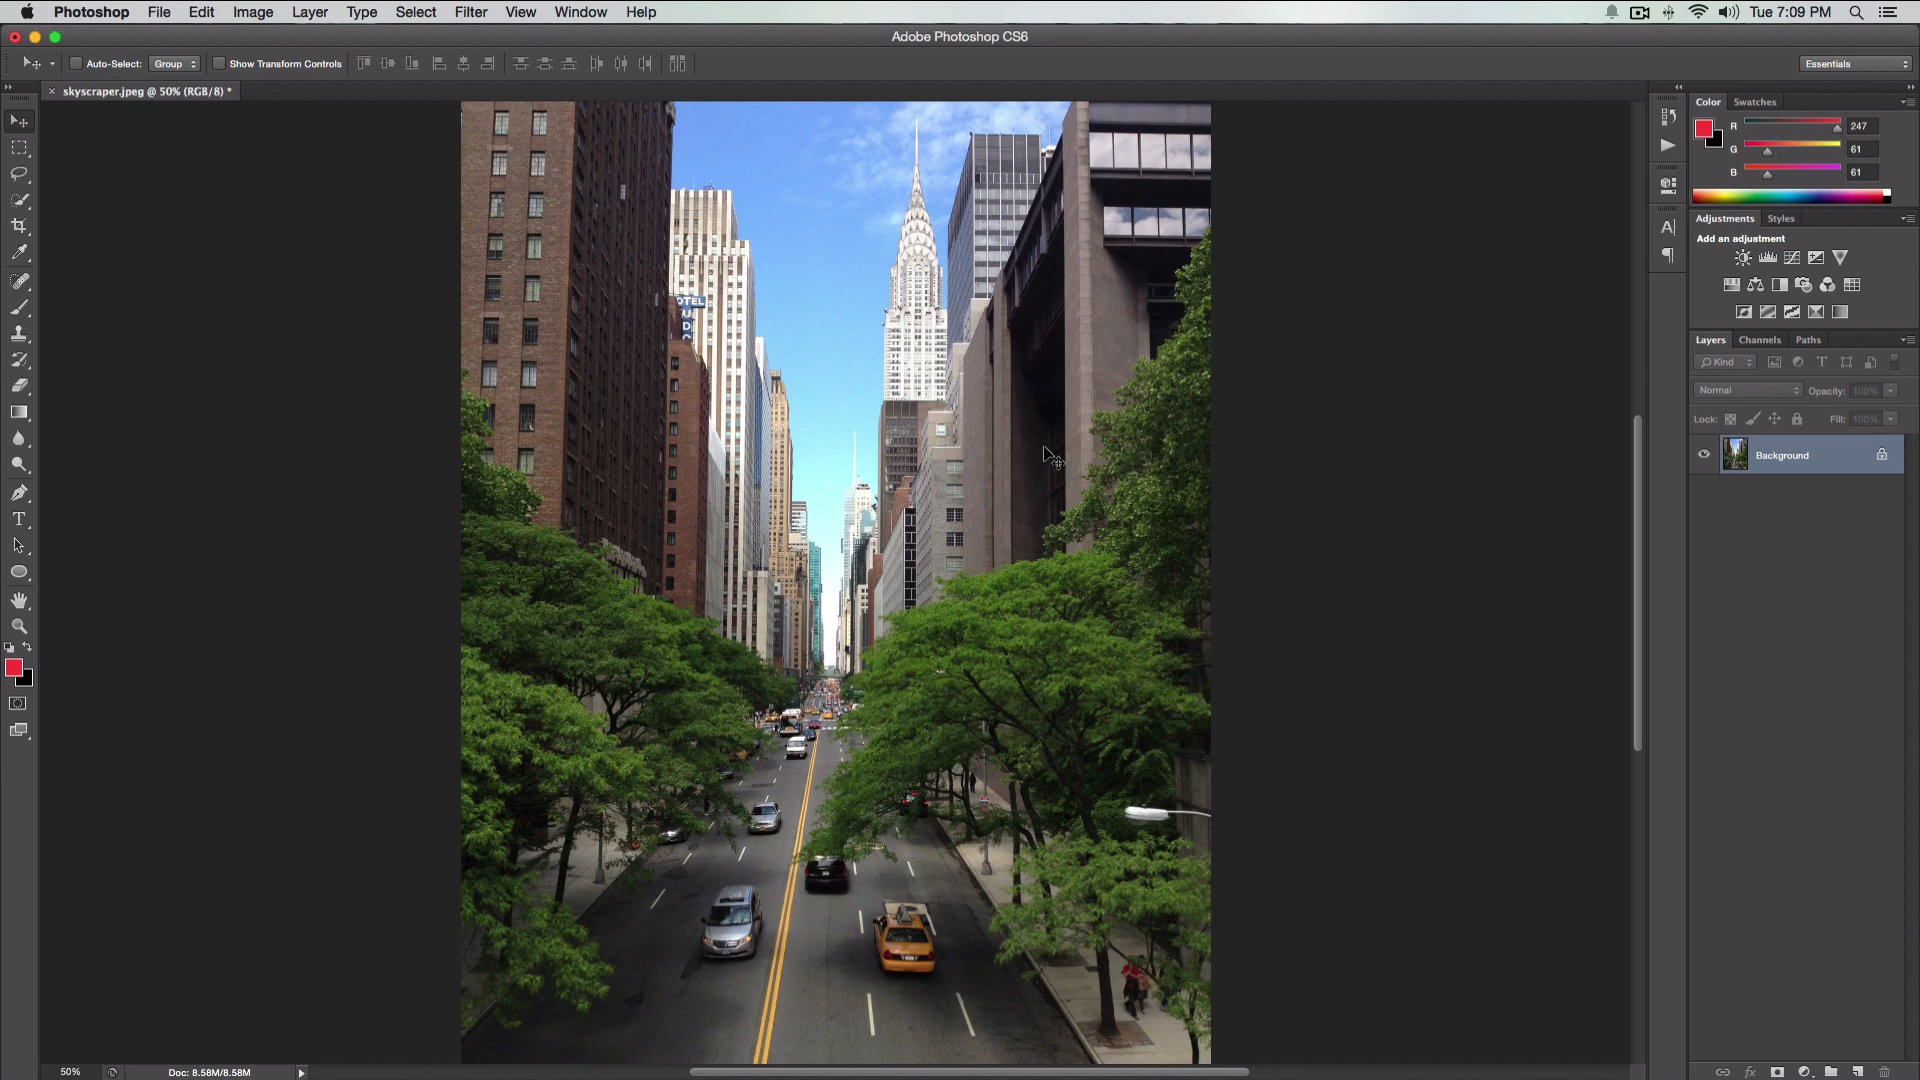 Photoshop File Edit Image Layer Type Select Filter View Window Help Tue 7:09 PM
Adobe Photoshop CS6
Auto-Select: Group Show Transform Controls Essentials
skyscraper.jpeg @ 50% (RGB/8) *
Color Swatches
R 247
G 61
B 61
Adjustments Styles
Add an adjustment
Layers Channels Paths
Kind
Normal Opacity: 100%
Lock: Fill: 100%
Background
OTEL
50% Doc: 8.58M/8.58M